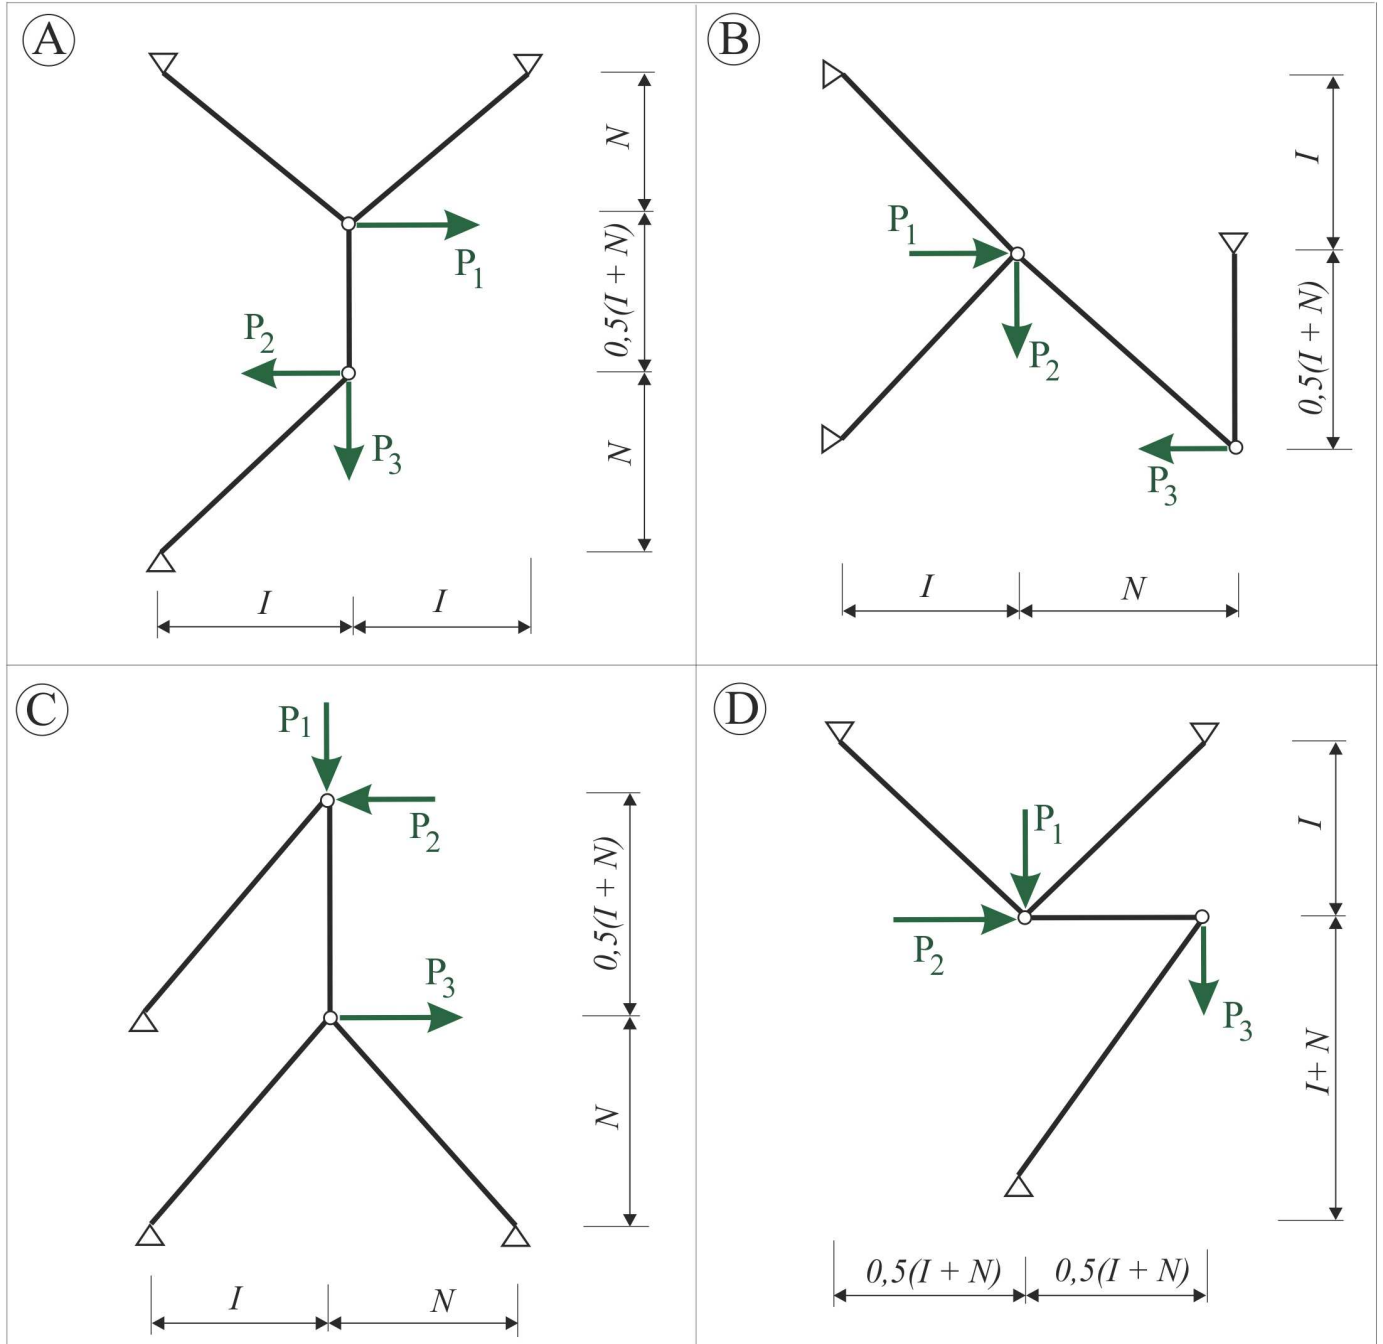 A
N
P1
0,5(I + N)
P2
P3
N
I
I
B
I
P1
0,5(I + N)
P2
P3
I
N
C
P1
P2
0,5(I + N)
P3
N
I
N
D
P1
I
P2
P3
I+ N
0,5(I + N)
0,5(I + N)